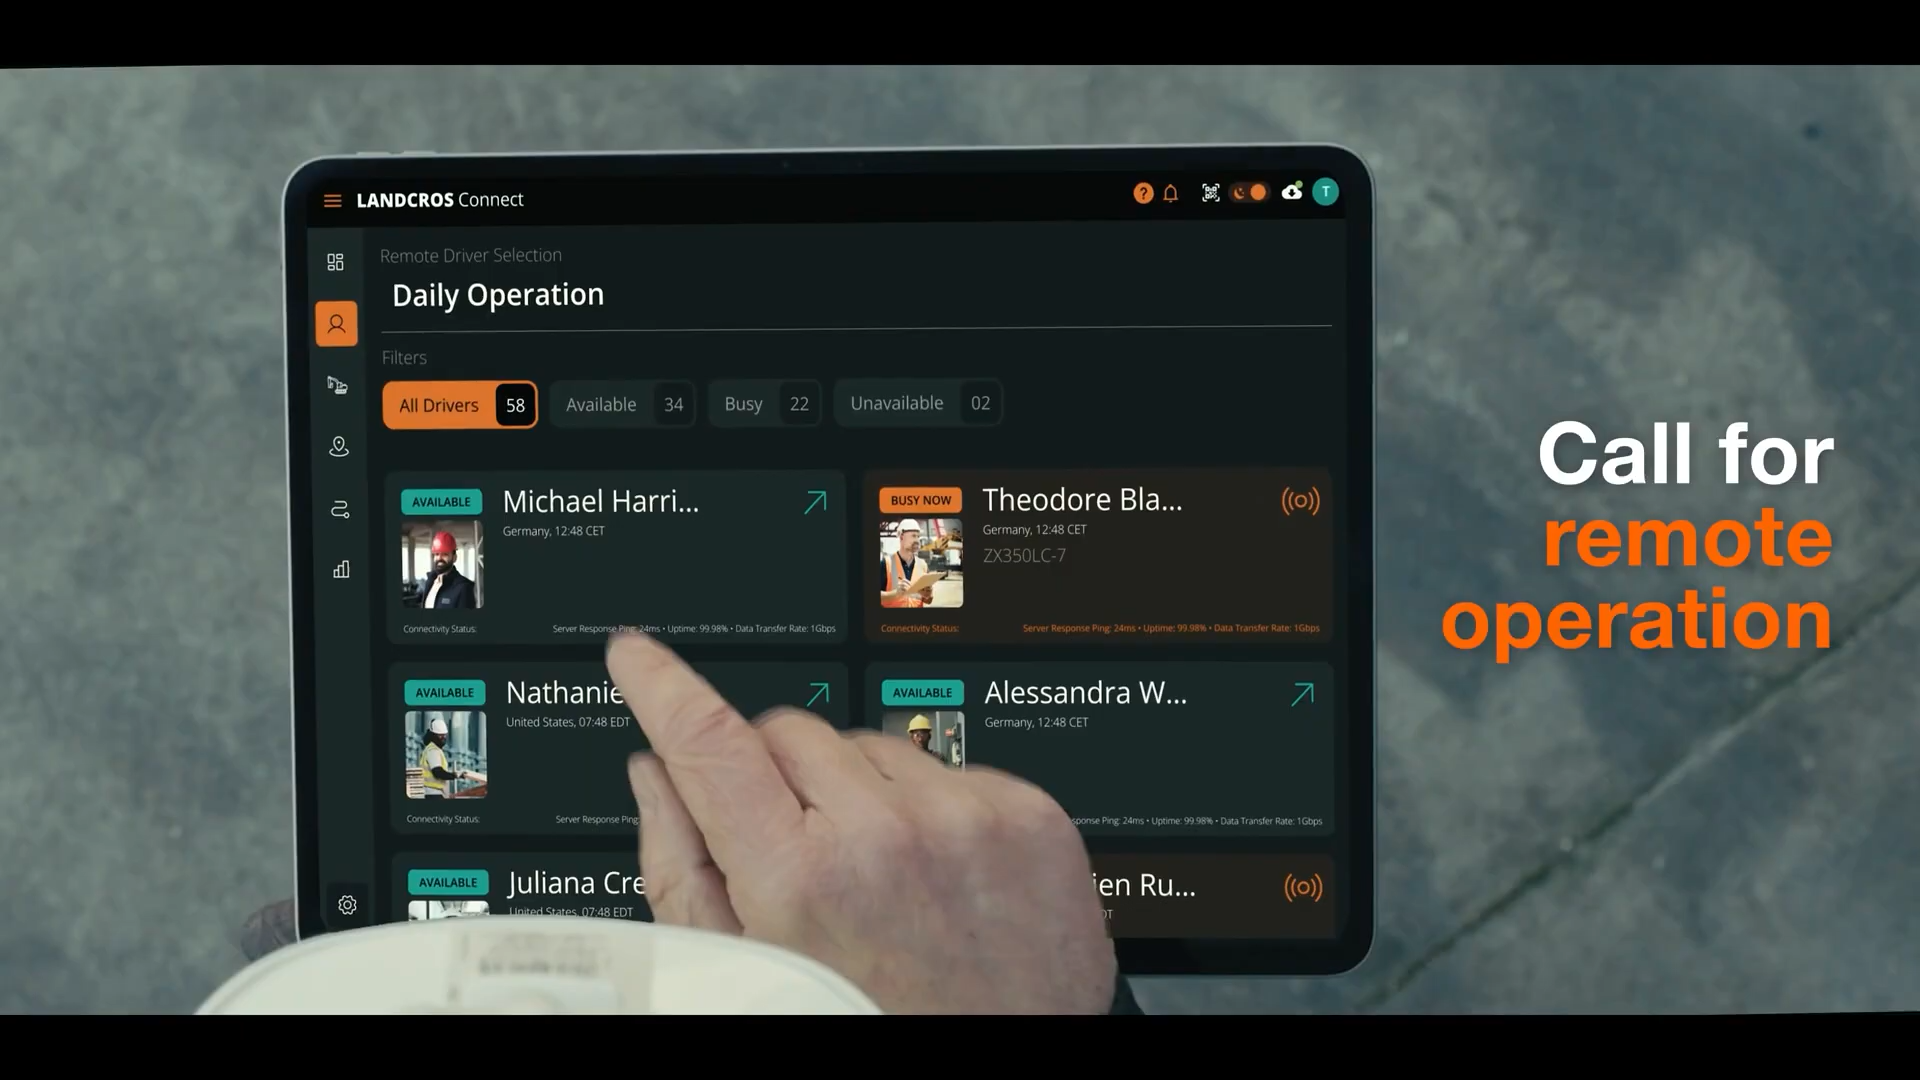 LANDCROS Connect
?
T
Remote Driver Selection
Daily Operation
Filters
All Drivers 58
Available 34
Busy 22
Unavailable 02
AVAILABLE
Michael Harri...
Germany, 12:48 CET
Connectivity Status:
Server Response Ping: 24ms • Uptime: 99.98% • Data Transfer Rate: 1Gbps
BUSY NOW
Theodore Bla...
Germany, 12:48 CET
ZX350LC-7
Connectivity Status:
Server Response Ping: 24ms • Uptime: 99.98% • Data Transfer Rate: 1Gbps
AVAILABLE
Nathanie
United States, 07:48 EDT
Connectivity Status:
Server Response Ping:
AVAILABLE
Alessandra W...
Germany, 12:48 CET
sponse Ping: 24ms • Uptime: 99.98% • Data Transfer Rate: 1Gbps
AVAILABLE
Juliana Cre
United States, 07:48 EDT
ien Ru...
Call for
remote
operation